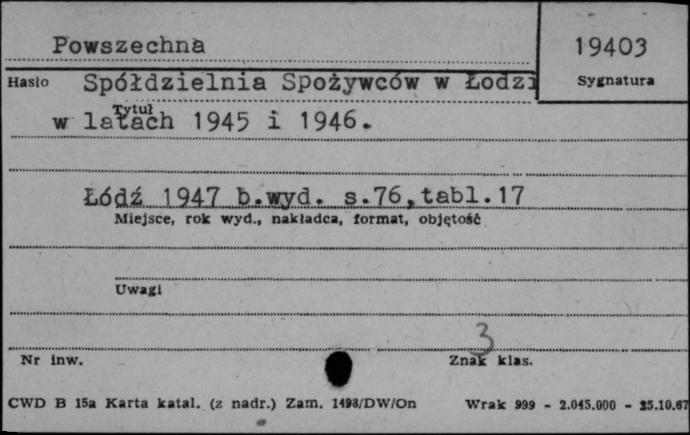 Powszechna
19403
Hasło Spółdzielnia Spożywców w Łodzi
Sygnatura
Tytuł
w latach 1945 i 1946.
Łódź 1947 b.wyd. s.76,tabl.17
Miejsce, rok wyd., nakładca, format, objętość
Uwagi
3
Nr inw.
Znak klas.
CWD B 15a Karta katal. (z nadr.) Zam. 1498/DW/On Wrak 999 - 2.045.000 - 25.10.67